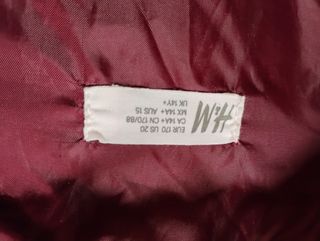 H&M
EUR 170 US 20
CA 14A+ CN 170/88
MX 14A+ AUS 15
UK 14Y+